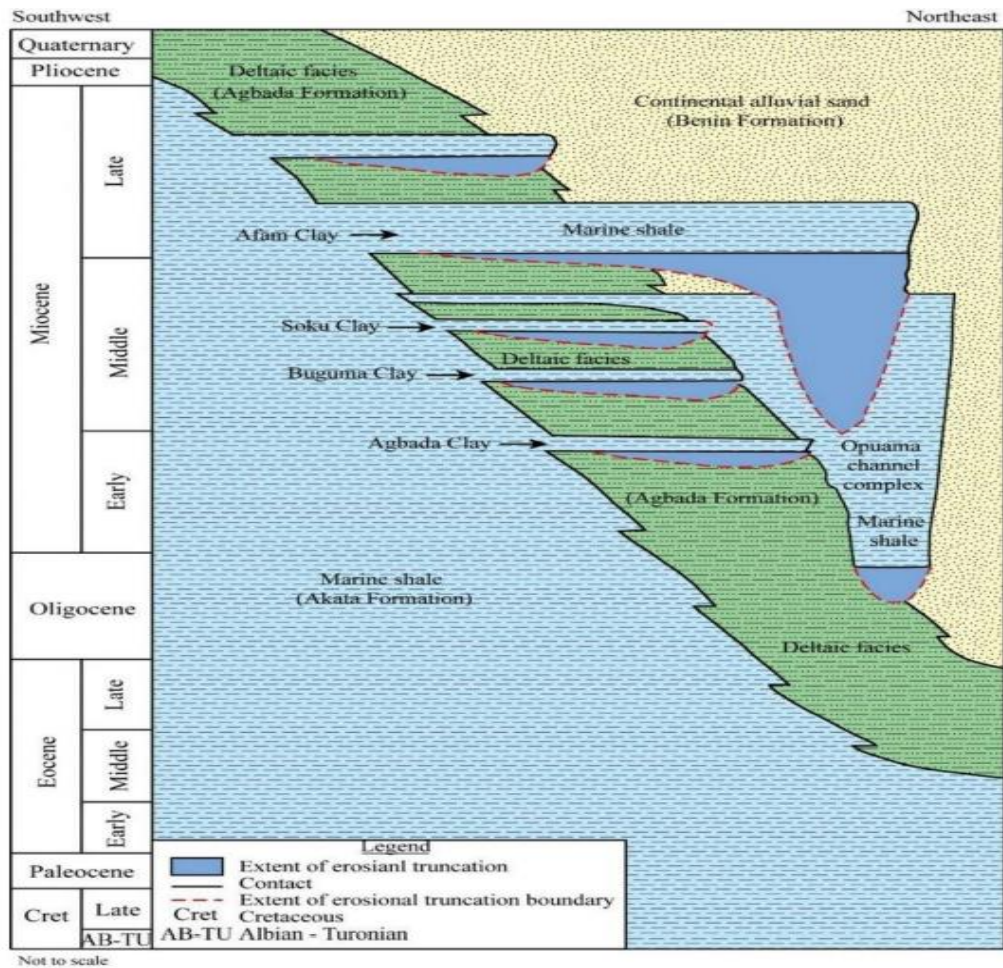 Southwest
Northeast
Quaternary
Pliocene
Miocene
Late
Middle
Early
Oligocene
Eocene
Late
Middle
Early
Paleocene
Cret
Late
AB-TU
Deltaic facies
(Agbada Formation)
Continental alluvial sand
(Benin Formation)
Afam Clay
Marine shale
Soku Clay
Deltaic facies
Buguma Clay
Agbada Clay
(Agbada Formation)
Opuama
channel
complex
Marine
shale
Marine shale
(Akata Formation)
Deltaic facies
Legend
Extent of erosianl truncation
Contact
Extent of erosional truncation boundary
Cret Cretaceous
AB-TU Albian - Turonian
Not to scale